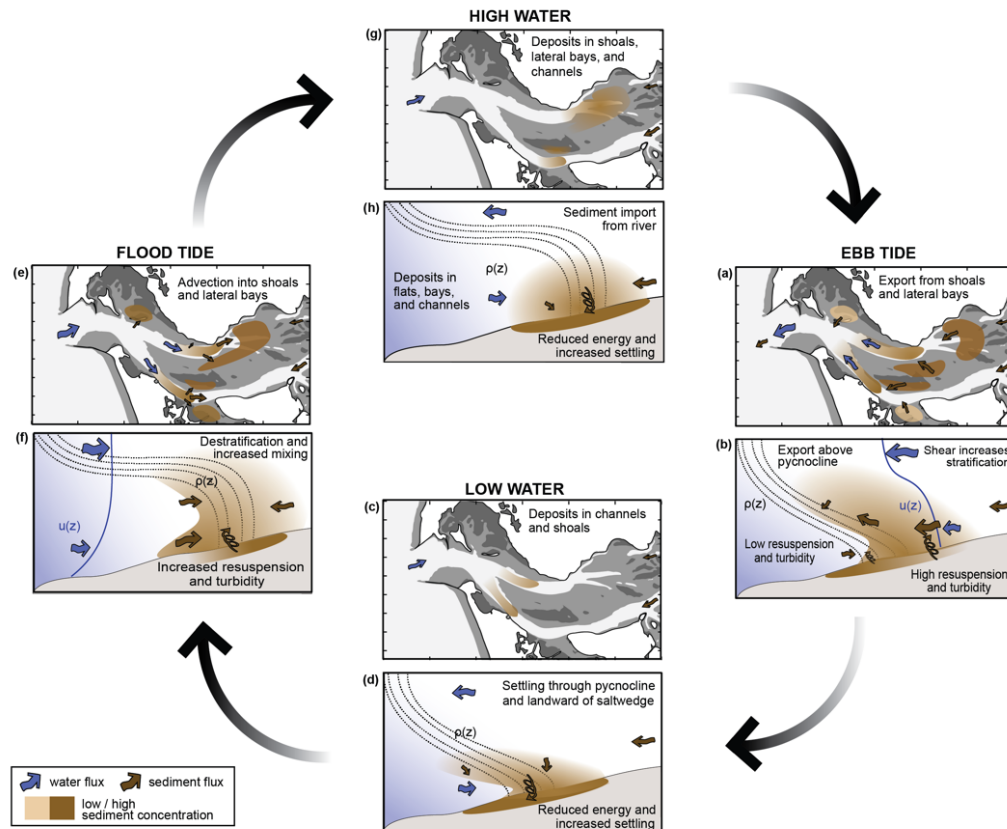 HIGH WATER
(g)
Deposits in shoals,
lateral bays, and
channels
(h)
Sediment import
from river
ρ(z)
Deposits in
flats, bays,
and channels
Reduced energy and
increased settling
FLOOD TIDE
(e)
Advection into shoals
and lateral bays
(f)
Destratification and
increased mixing
ρ(z)
u(z)
Increased resuspension
and turbidity
EBB TIDE
(a)
Export from shoals
and lateral bays
(b)
Export above
pycnocline
Shear increases
stratification
ρ(z)
u(z)
Low resuspension
and turbidity
High resuspension
and turbidity
LOW WATER
(c)
Deposits in channels
and shoals
(d)
Settling through pycnocline
and landward of saltwedge
ρ(z)
Reduced energy and
increased settling
water flux
sediment flux
low / high
sediment concentration